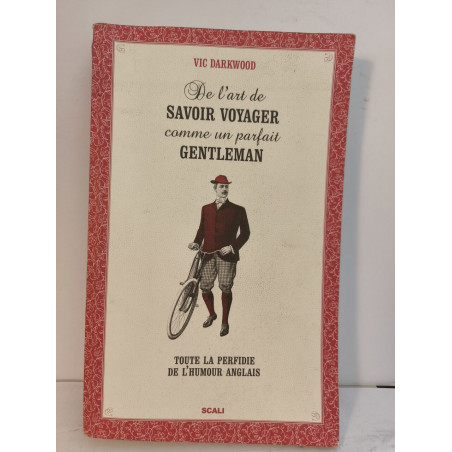 VIC DARKWOOD
De l'art de
SAVOIR VOYAGER
comme un parfait
GENTLEMAN
TOUTE LA PERFIDIE
DE L'HUMOUR ANGLAIS
SCALI